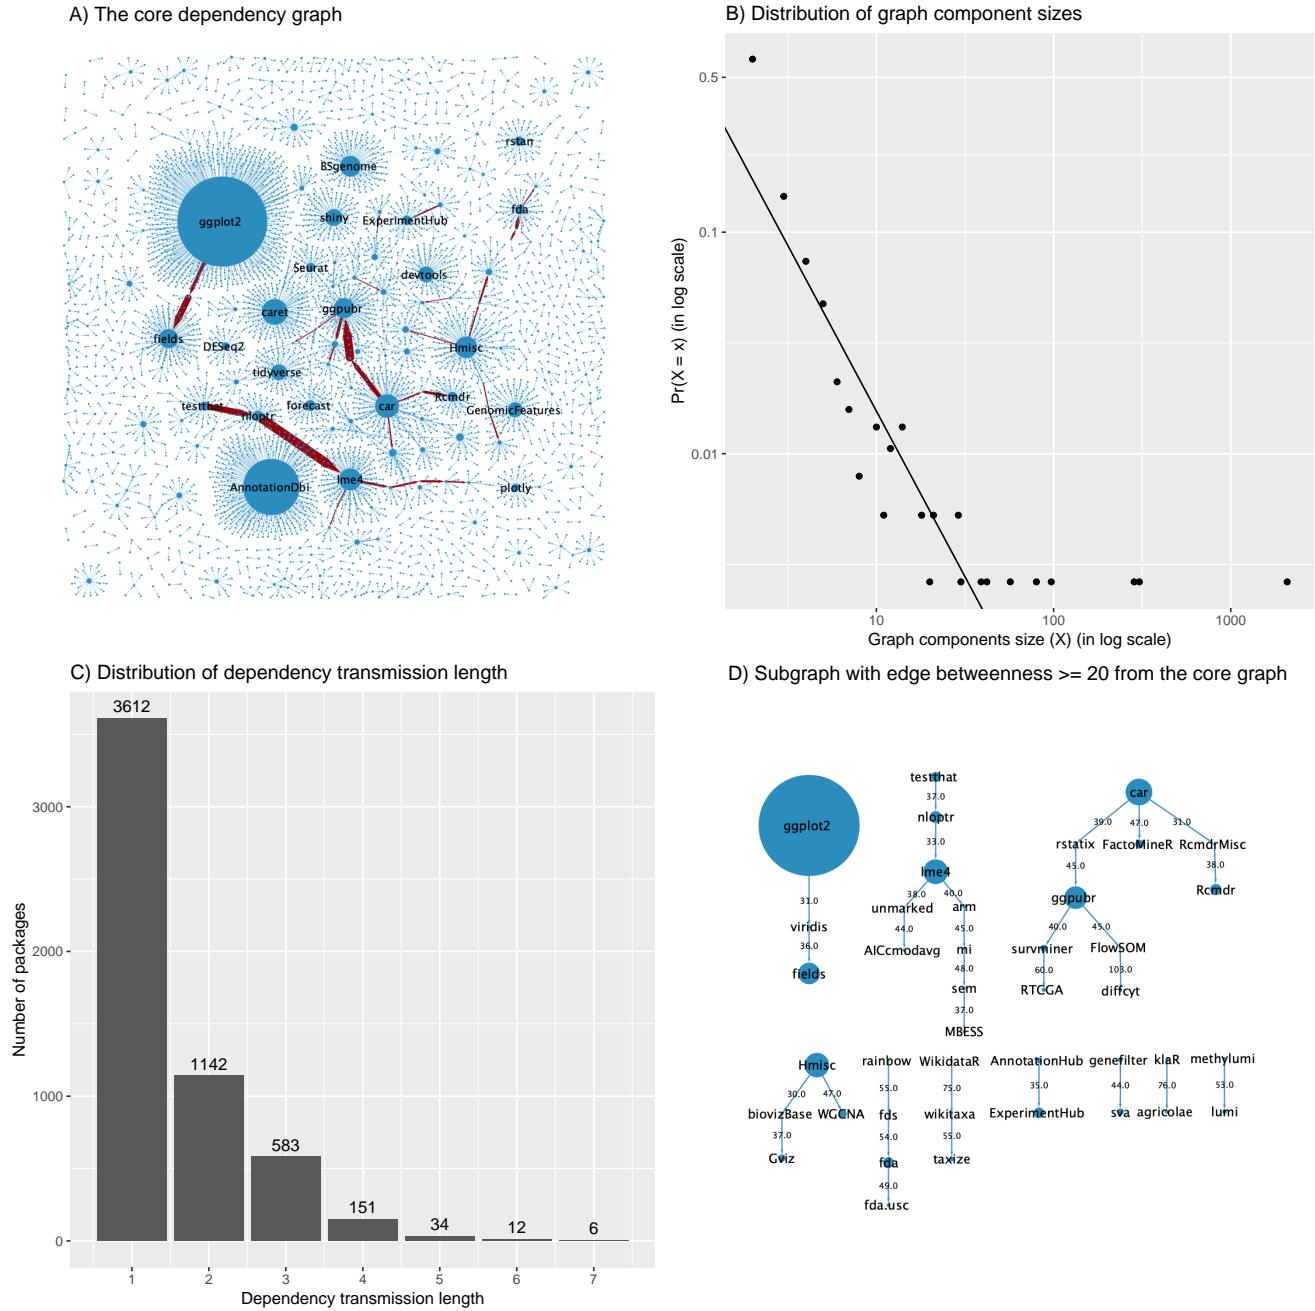 A) The core dependency graph
rstan
BSgenome
fda
ggplot2
shiny
ExperimentHub
Seurat
devtools
caret
ggpubr
fields
DESeq2
Hmisc
tidyverse
testthat
nloptr
forecast
car
Rcmdr
GenomicFeatures
AnnotationDbi
lme4
plotly
B) Distribution of graph component sizes
Pr(X = x) (in log scale)
0.5
0.1
0.01
10
100
1000
Graph components size (X) (in log scale)
C) Distribution of dependency transmission length
Number of packages
3000
2000
1000
0
3612
1142
583
151
34
12
6
1
2
3
4
5
6
7
Dependency transmission length
D) Subgraph with edge betweenness >= 20 from the core graph
ggplot2
31.0
viridis
36.0
fields
testthat
37.0
nloptr
33.0
lme4
38.0
40.0
unmarked
arm
44.0
45.0
AICcmodavg
mi
48.0
sem
37.0
MBESS
car
39.0
47.0
31.0
rstatix
FactoMineR
RcmdrMisc
45.0
38.0
ggpubr
Rcmdr
40.0
45.0
survminer
FlowSOM
60.0
103.0
RTCGA
diffcyt
Hmisc
30.0
47.0
biovizBase
WGCNA
37.0
Gviz
rainbow
55.0
fds
54.0
fda
49.0
fda.usc
WikidataR
75.0
wikitaxa
55.0
taxize
AnnotationHub
35.0
ExperimentHub
genefilter
44.0
sva
klaR
76.0
agricolae
methylumi
53.0
lumi